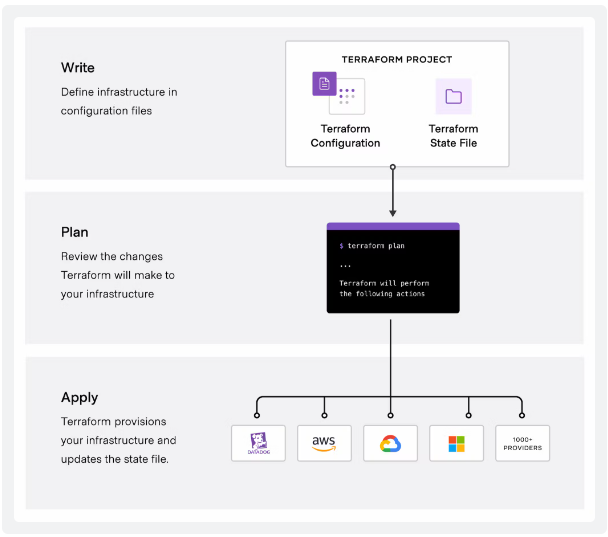 Write
Define infrastructure in
configuration files
TERRAFORM PROJECT
Terraform
Configuration
Terraform
State File
Plan
Review the changes
Terraform will make to
your infrastructure
$ terraform plan
...
Terraform will perform
the following actions
Apply
Terraform provisions
your infrastructure and
updates the state file.
DATADOG
aws
1000+
PROVIDERS